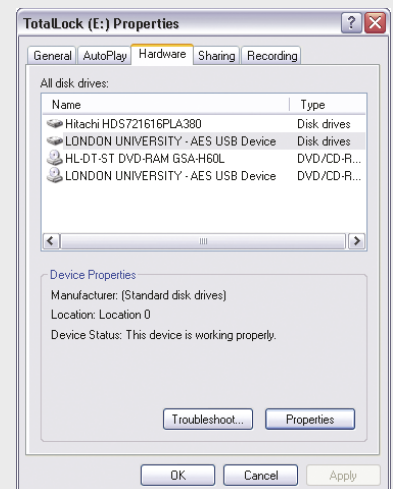 TotalLock (E:) Properties
General AutoPlay Hardware Sharing Recording
All disk drives:
Name Type
Hitachi HDS721616PLA380 Disk drives
LONDON UNIVERSITY - AES USB Device Disk drives
HL-DT-ST DVD-RAM GSA-H60L DVD/CD-R...
LONDON UNIVERSITY - AES USB Device DVD/CD-R...
Device Properties
Manufacturer: (Standard disk drives)
Location: Location 0
Device Status: This device is working properly.
Troubleshoot... Properties
OK Cancel Apply